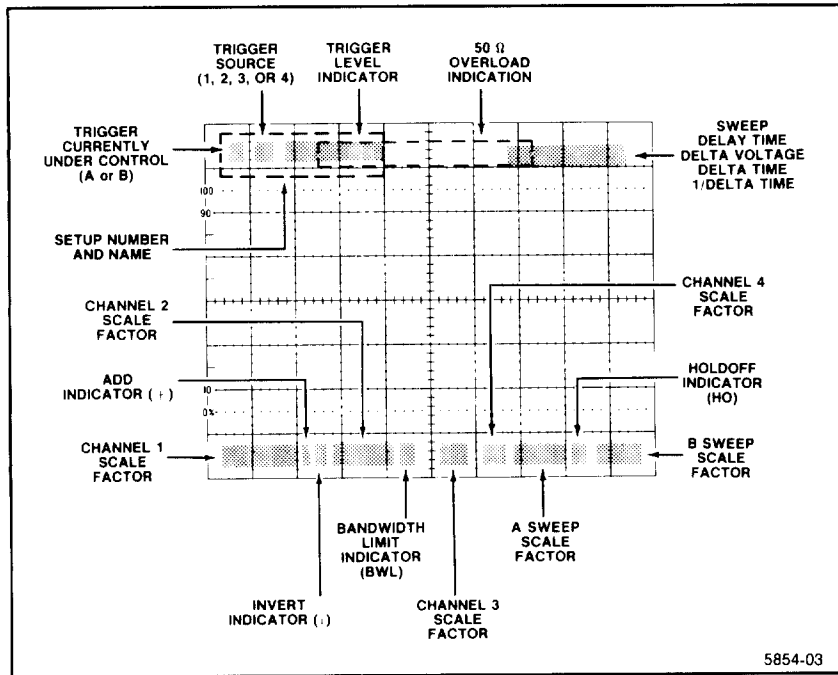 TRIGGER
SOURCE
(1, 2, 3, OR 4)
TRIGGER
LEVEL
INDICATOR
50 Ω
OVERLOAD
INDICATION
TRIGGER
CURRENTLY
UNDER CONTROL
(A or B)
SWEEP
DELAY TIME
DELTA VOLTAGE
DELTA TIME
1/DELTA TIME
100
90
SETUP NUMBER
AND NAME
CHANNEL 2
SCALE
FACTOR
CHANNEL 4
SCALE
FACTOR
ADD
INDICATOR (+)
HOLDOFF
INDICATOR
(HO)
10
0%
CHANNEL 1
SCALE
FACTOR
B SWEEP
SCALE
FACTOR
BANDWIDTH
LIMIT
INDICATOR
(BWL)
A SWEEP
SCALE
FACTOR
INVERT
INDICATOR (↓)
CHANNEL 3
SCALE
FACTOR
5854-03